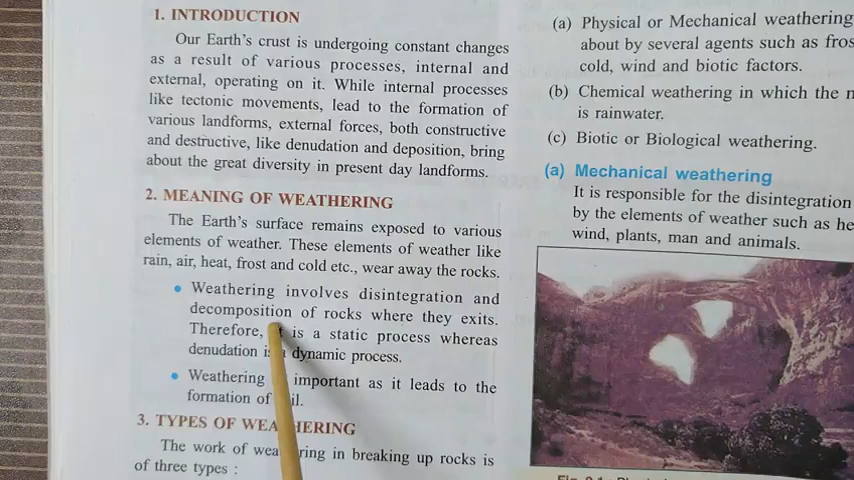 1. INTRODUCTION
Our Earth's crust is undergoing constant changes
as a result of various processes, internal and
external, operating on it. While internal processes
like tectonic movements, lead to the formation of
various landforms, external forces, both constructive
and destructive, like denudation and deposition, bring
about the great diversity in present day landforms.
2. MEANING OF WEATHERING
The Earth's surface remains exposed to various
elements of weather. These elements of weather like
rain, air, heat, frost and cold etc., wear away the rocks.
• Weathering involves disintegration and
decomposition of rocks where they exits.
Therefore, it is a static process whereas
denudation is a dynamic process.
• Weathering important as it leads to the
formation of
3. TYPES OF WEATHERING
The work of weathering in breaking up rocks is
of three types :
(a) Physical or Mechanical weathering
about by several agents such as
cold, wind and biotic factors.
(b) Chemical weathering in which the
is rainwater.
(c) Biotic or Biological weathering.
(a) Mechanical weathering
It is responsible for the disintegration
by the elements of weather such as
wind, plants, man and animals.